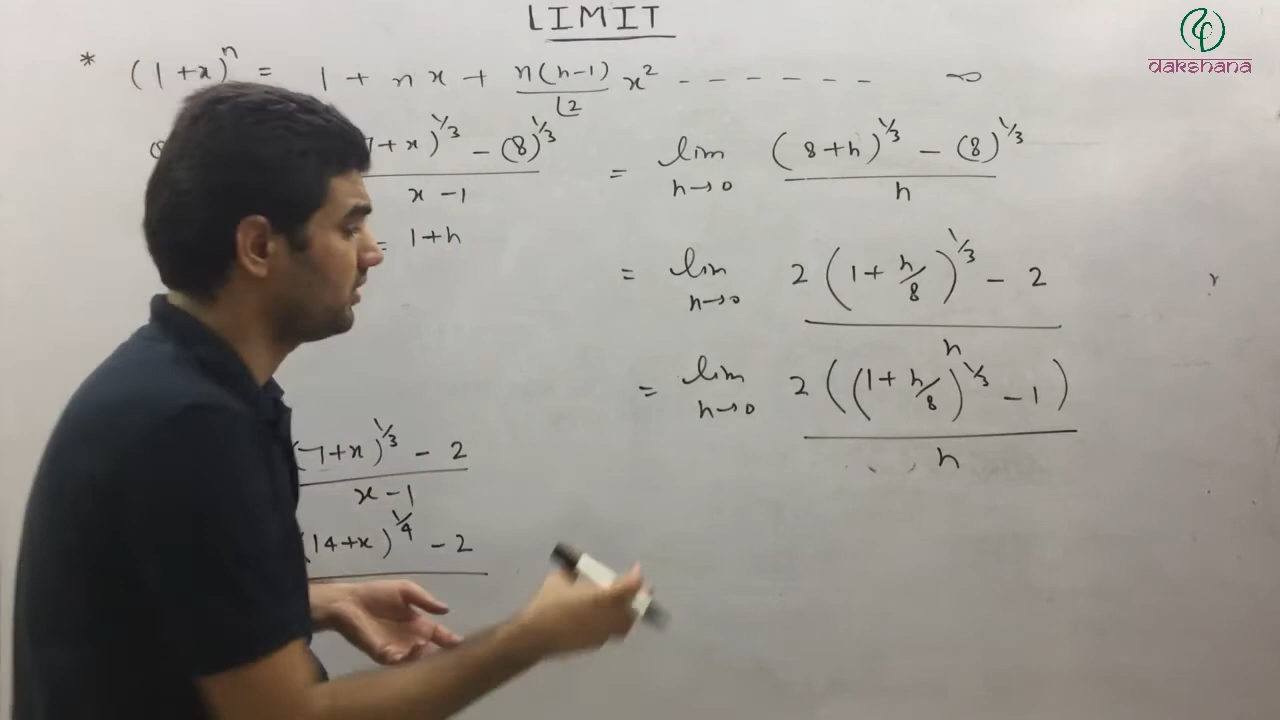 LIMIT
dakshana
* (1+x)^n = 1 + nx + n(n-1)/⌊2 x² - - - - - - - ∞
+ x)^1/3 - (8)^1/3 / x-1 = lim h→0 (8+h)^1/3 - (8)^1/3 / h
= 1+h
= lim h→0 2(1+h/8)^1/3 - 2 / h
= lim h→0 2((1+h/8)^1/3 - 1) / h
(7+x)^1/3 - 2 / x-1
(14+x)^1/4 - 2